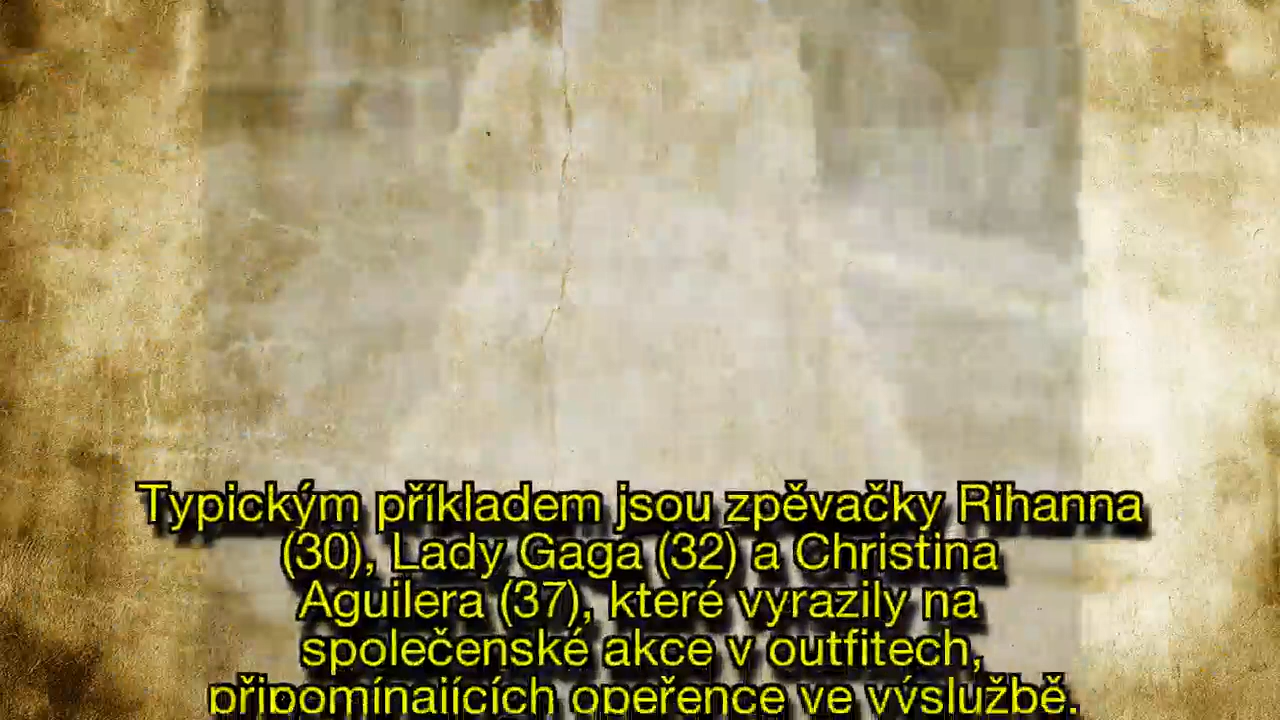 Typickým příkladem jsou zpěvačky Rihanna
(30), Lady Gaga (32) a Christina
Aguilera (37), které vyrazily na
společenské akce v outfitech,
připomínajících opeřence ve výslužbě.